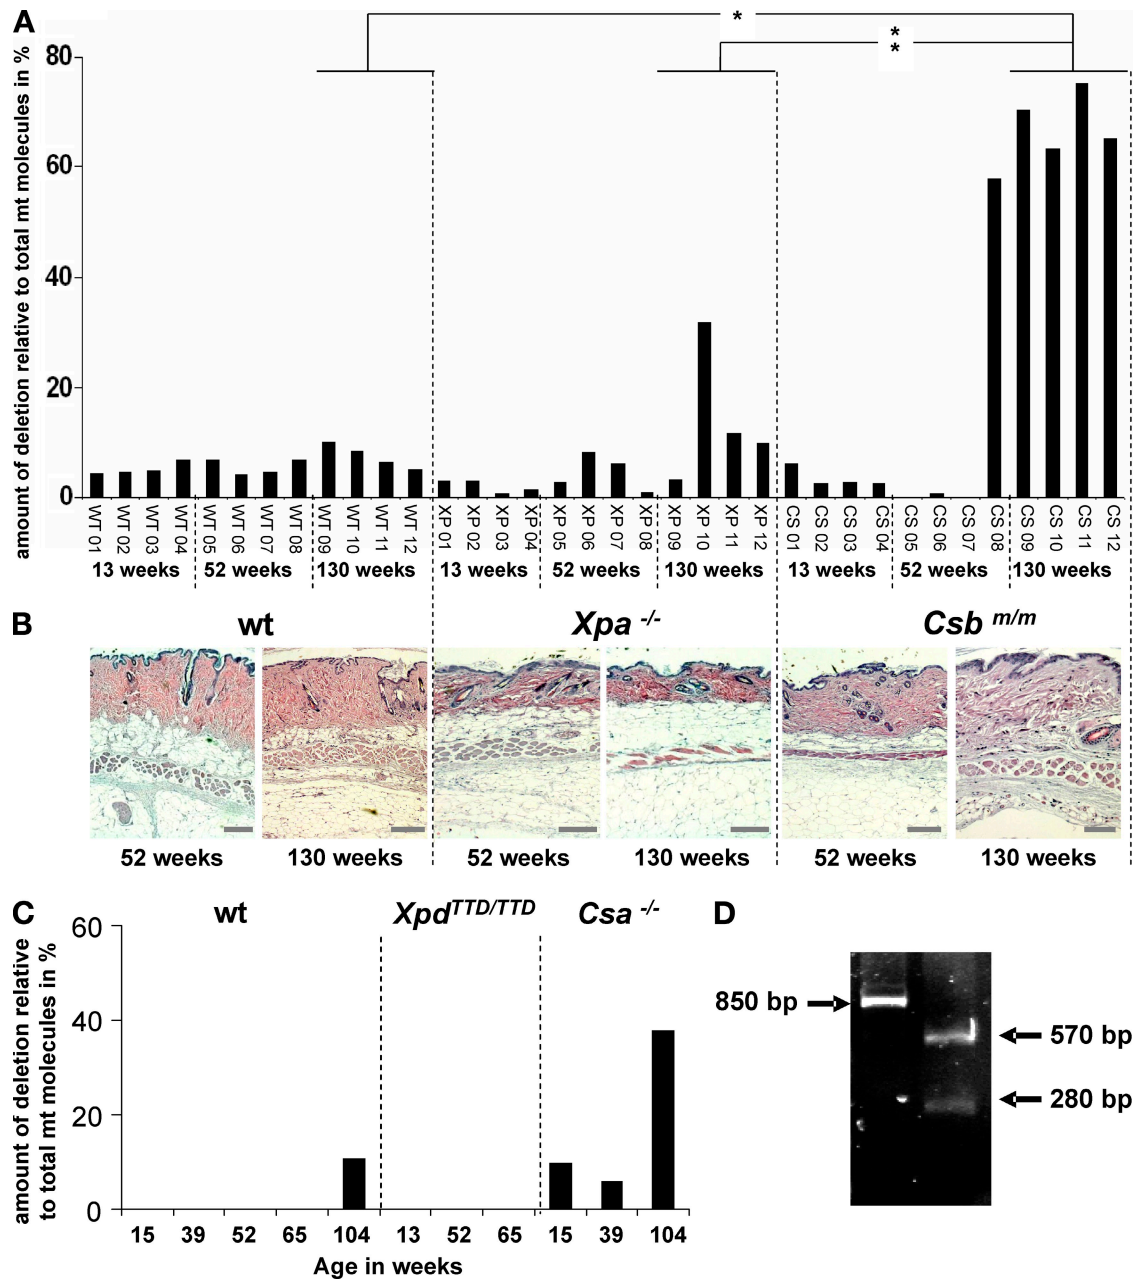 A
*
*
*
amount of deletion relative to total mt molecules in %
80
60
40
20
0
WT 01 WT 02 WT 03 WT 04 WT 05 WT 06 WT 07 WT 08 WT 09 WT 10 WT 11 WT 12 XP 01 XP 02 XP 03 XP 04 XP 05 XP 06 XP 07 XP 08 XP 09 XP 10 XP 11 XP 12 CS 01 CS 02 CS 03 CS 04 CS 05 CS 06 CS 07 CS 08 CS 09 CS 10 CS 11 CS 12
13 weeks 52 weeks 130 weeks 13 weeks 52 weeks 130 weeks 13 weeks 52 weeks 130 weeks
B
wt Xpa -/- Csb m/m
52 weeks 130 weeks 52 weeks 130 weeks 52 weeks 130 weeks
C
wt XpdTTD/TTD Csa -/-
amount of deletion relative
to total mt molecules in %
60
40
20
0
15 39 52 65 104 13 52 65 15 39 104
Age in weeks
D
850 bp
570 bp
280 bp